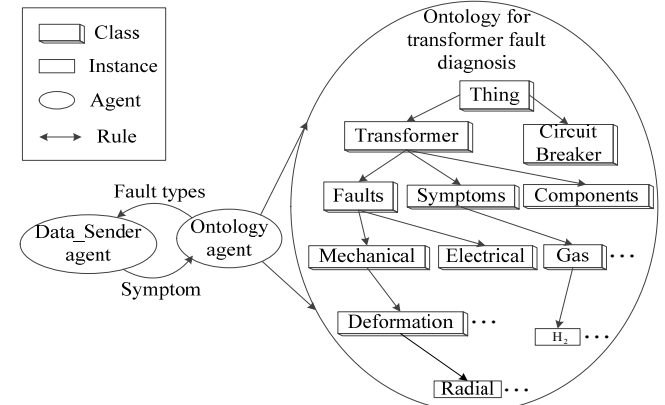 Class
Instance
Agent
Rule
Ontology for
transformer fault
diagnosis
Thing
Transformer
Circuit
Breaker
Faults
Symptoms
Components
Fault types
Data_Sender
agent
Ontology
agent
Symptom
Mechanical
Electrical
Gas
...
Deformation
...
H₂
...
Radial
...